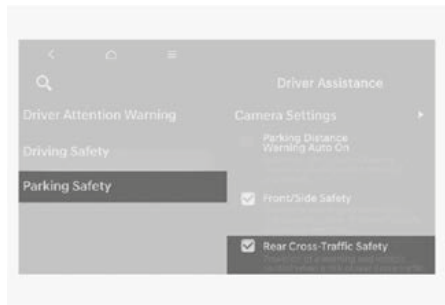 Driver Assistance
Driver Attention Warning
Driving Safety
Parking Safety
Camera Settings
Parking Distance
Warning Auto On
Front/Side Safety
Rear Cross-Traffic Safety